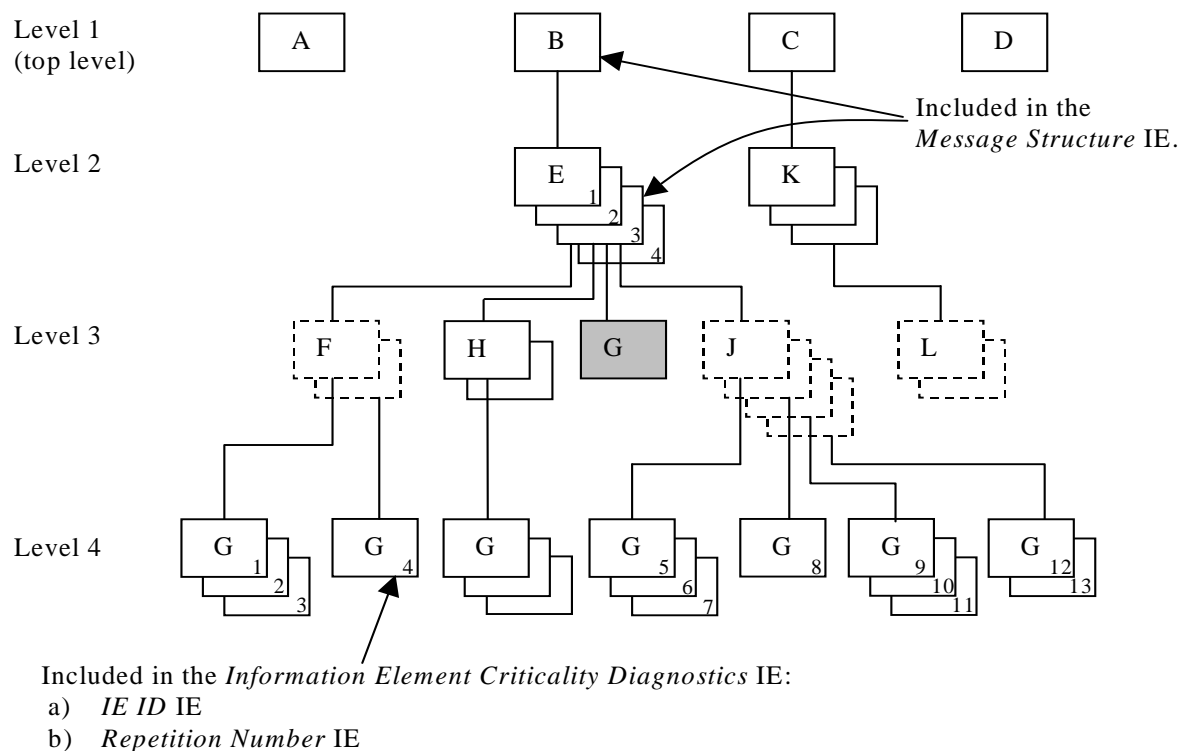 Level 1
(top level)
A
B
C
D
Included in the
Message Structure IE.
Level 2
E
1
2
3
4
K
Level 3
F
H
G
J
L
Level 4
G
1
2
3
G
4
G
G
5
6
7
G
8
G
9
10
11
G
12
13
Included in the Information Element Criticality Diagnostics IE:
a) IE ID IE
b) Repetition Number IE